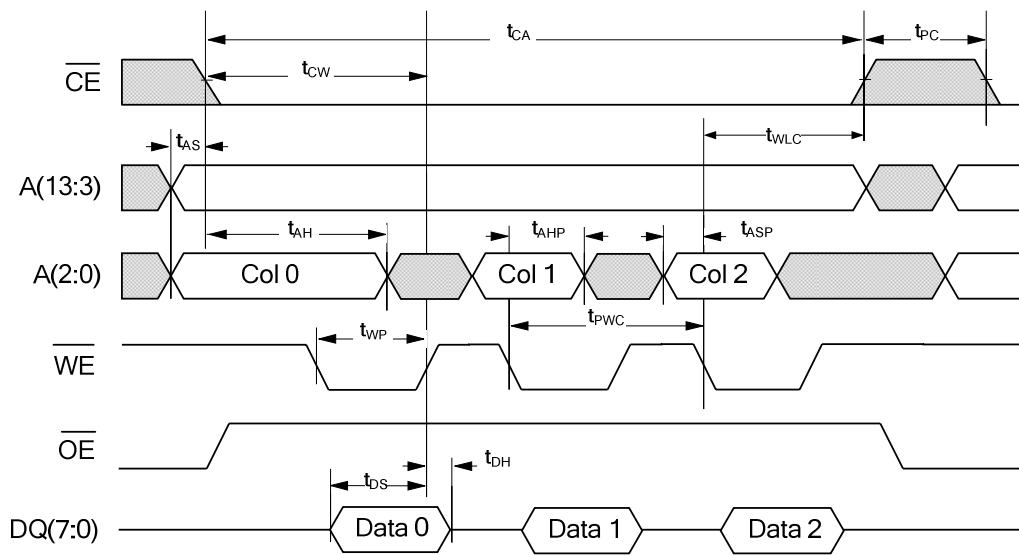 tCA
tPC
tCW
CE
tWLC
tAS
A(13:3)
tAH
tAHP
tASP
A(2:0)
Col 0
Col 1
Col 2
tPWC
tWP
WE
OE
tDH
tDS
DQ(7:0)
Data 0
Data 1
Data 2